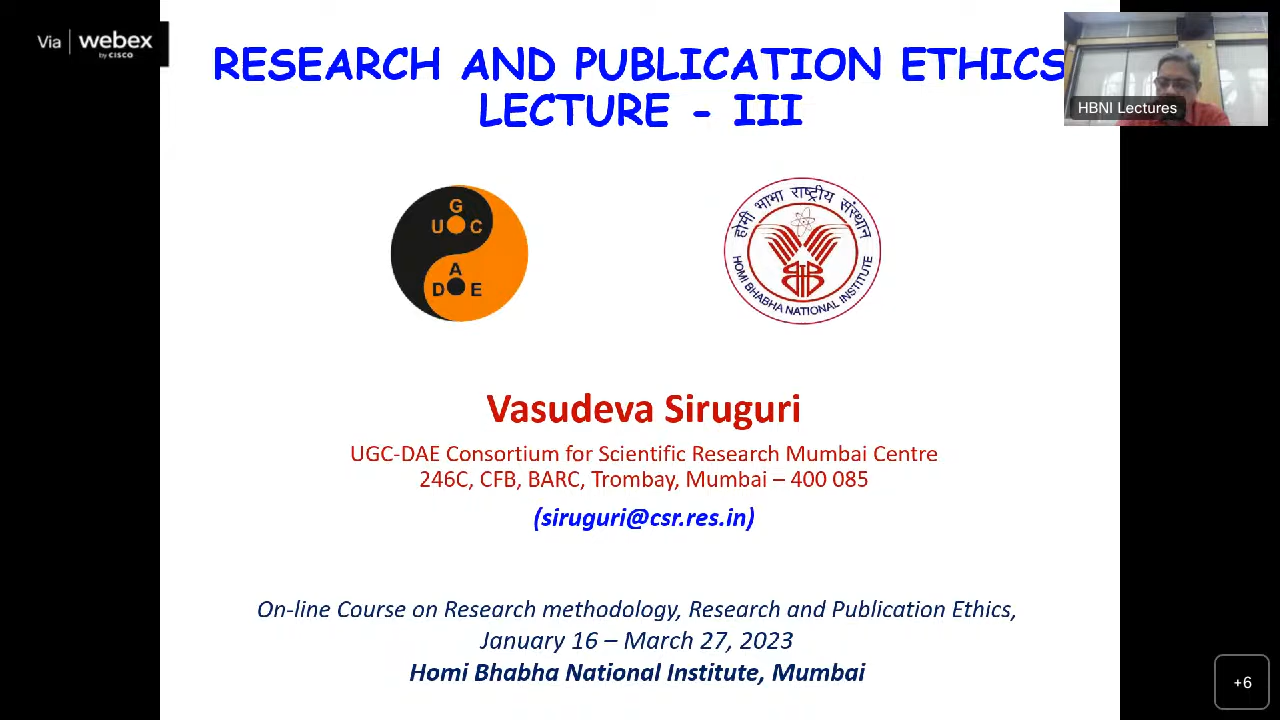 Via webex
by CISCO
RESEARCH AND PUBLICATION ETHICS
LECTURE - III
HBNI Lectures
G
U C
A
D E
होमी भाभा राष्ट्रीय संस्थान
HOMI BHABHA NATIONAL INSTITUTE
Vasudeva Siruguri
UGC-DAE Consortium for Scientific Research Mumbai Centre
246C, CFB, BARC, Trombay, Mumbai – 400 085
(siruguri@csr.res.in)
On-line Course on Research methodology, Research and Publication Ethics,
January 16 – March 27, 2023
Homi Bhabha National Institute, Mumbai
+6